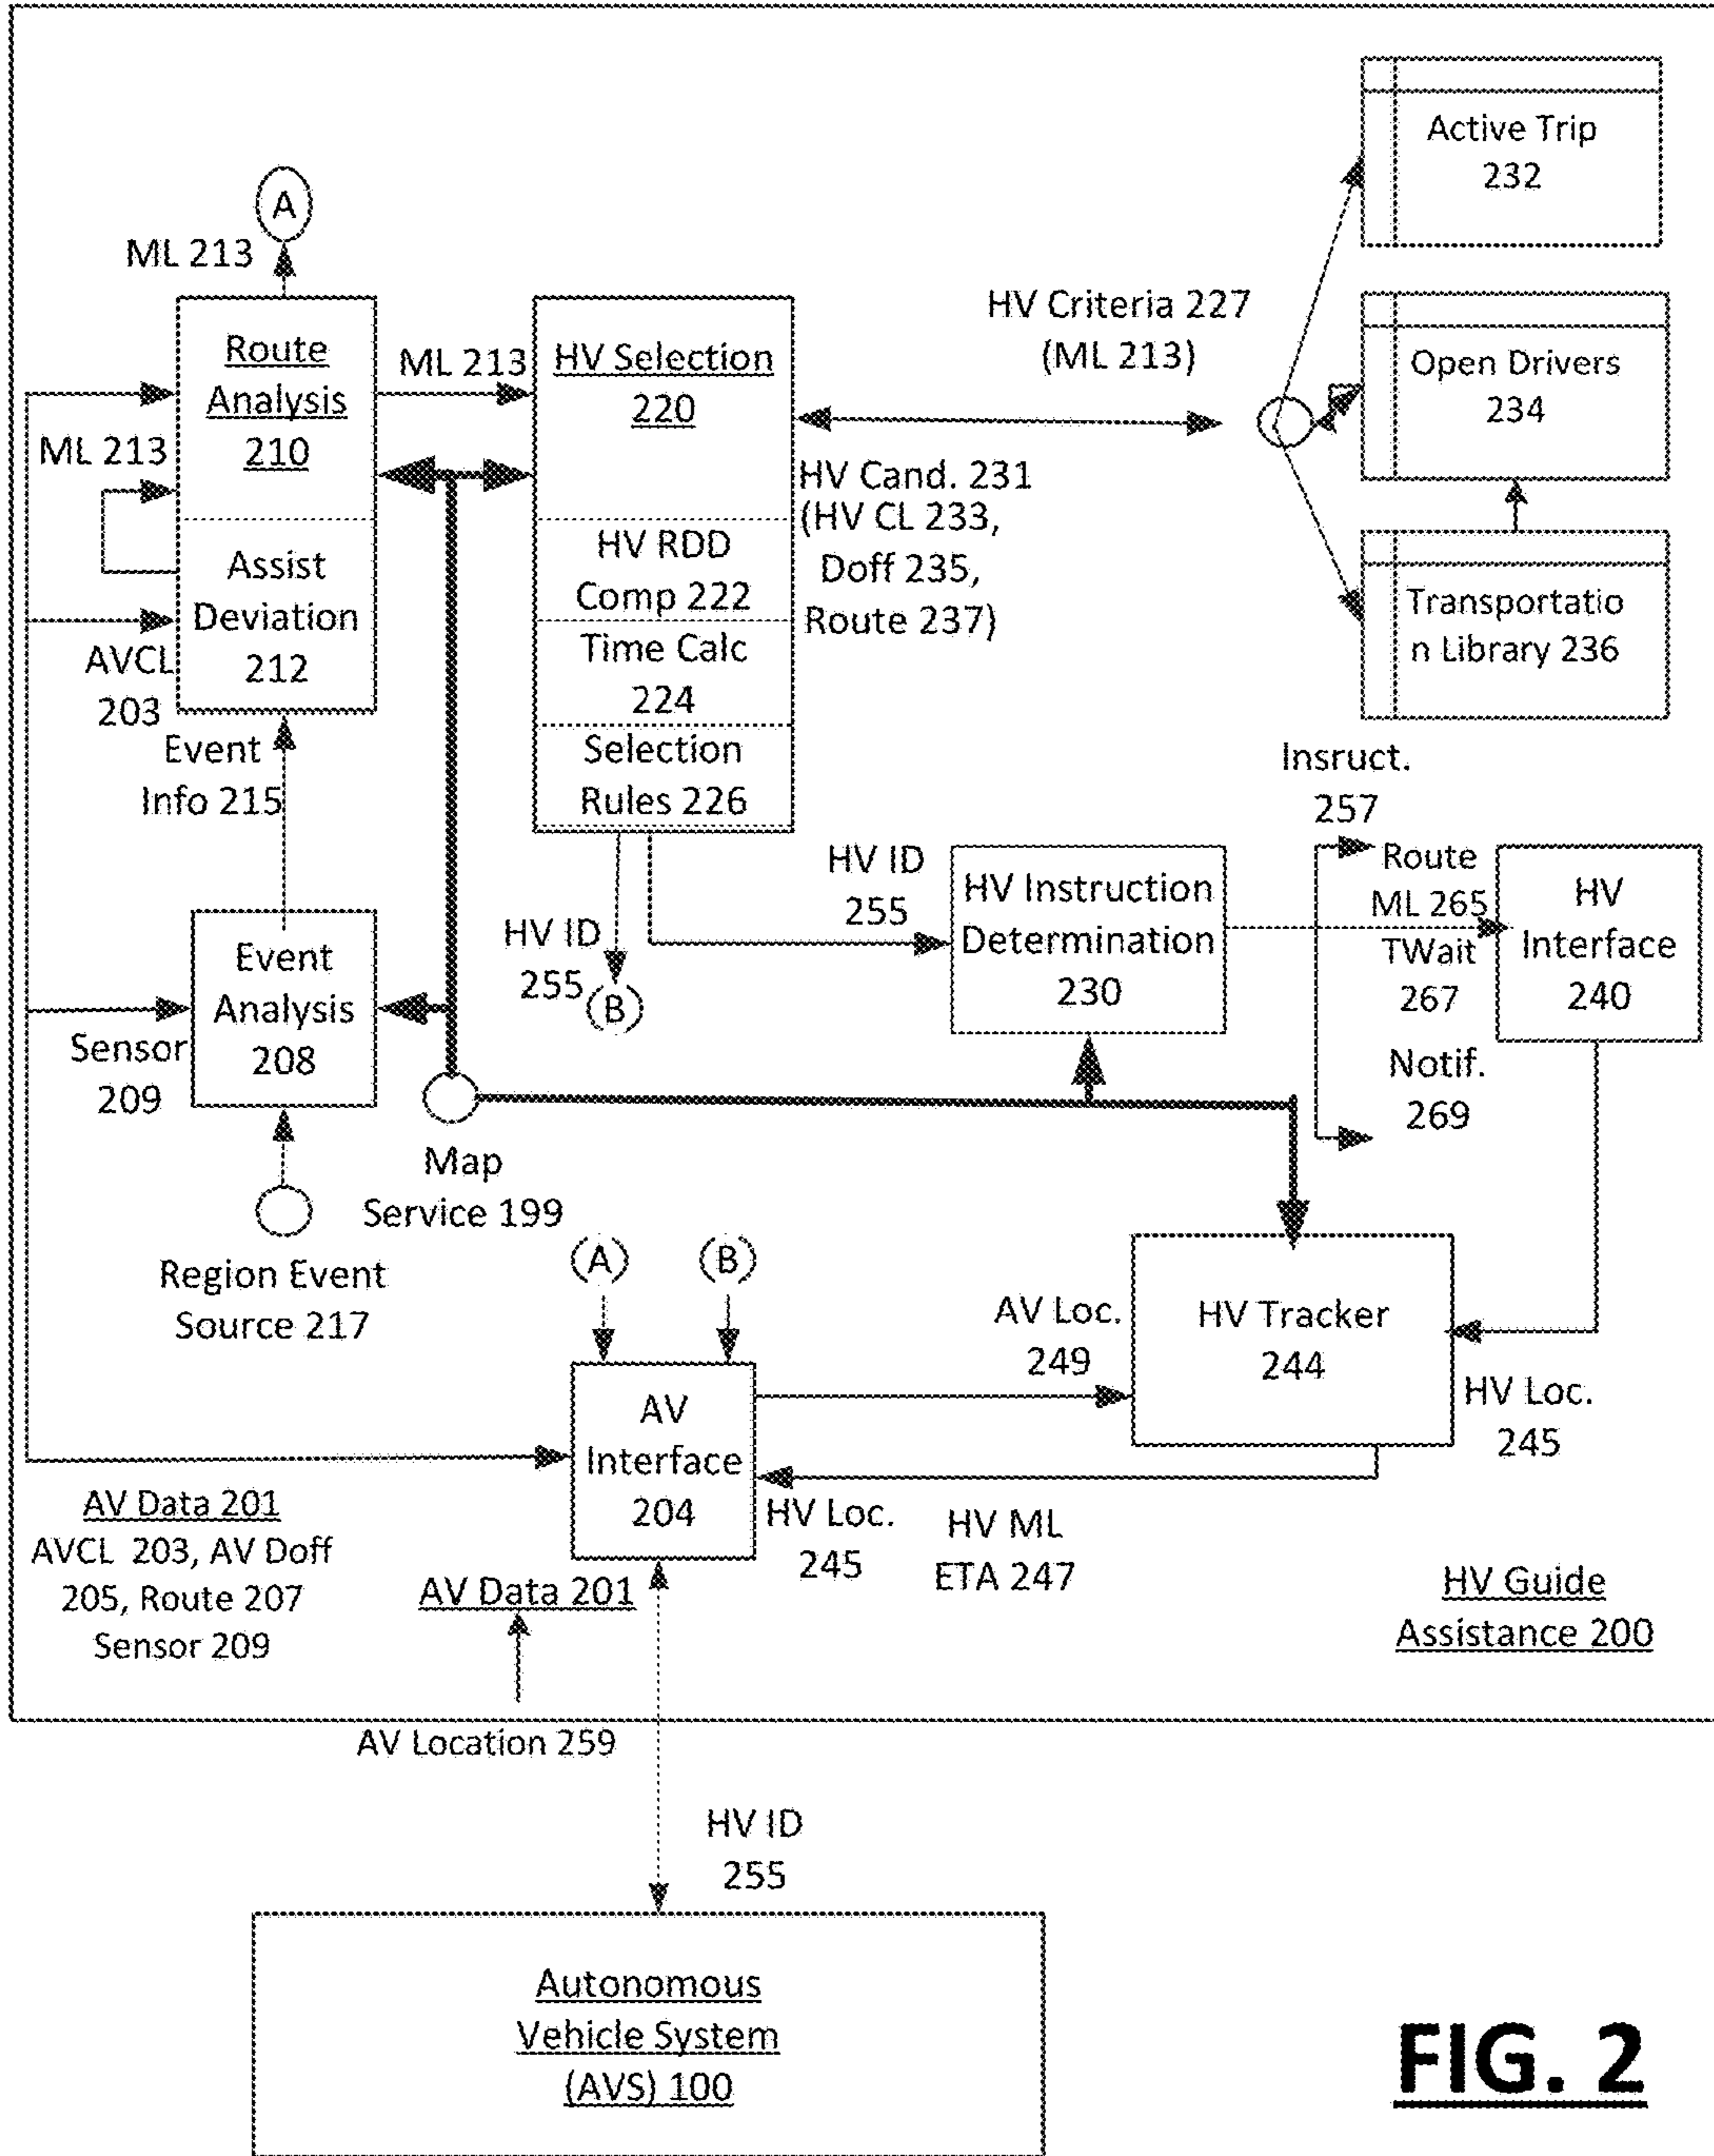 Active Trip
232
A
ML 213
Route
Analysis
210
ML 213
HV Selection
220
HV Criteria 227
(ML 213)
Open Drivers
234
ML 213
HV Cand. 231
(HV CL 233,
Doff 235,
Route 237)
Assist
Deviation
212
HV RDD
Comp 222
Time Calc
224
Selection
Rules 226
Transportatio
n Library 236
AVCL
203
Event
Info 215
Insruct.
257
HV ID
255
HV Instruction
Determination
230
Route
ML 265
TWait
267
HV
Interface
240
HV ID
255
B
Event
Analysis
208
Sensor
209
Notif.
269
Map
Service 199
Region Event
Source 217
A
B
AV Loc.
249
HV Tracker
244
HV Loc.
245
AV
Interface
204
HV Loc.
245
HV ML
ETA 247
AV Data 201
AVCL 203, AV Doff
205, Route 207
Sensor 209
AV Data 201
HV Guide
Assistance 200
AV Location 259
HV ID
255
Autonomous
Vehicle System
(AVS) 100
FIG. 2